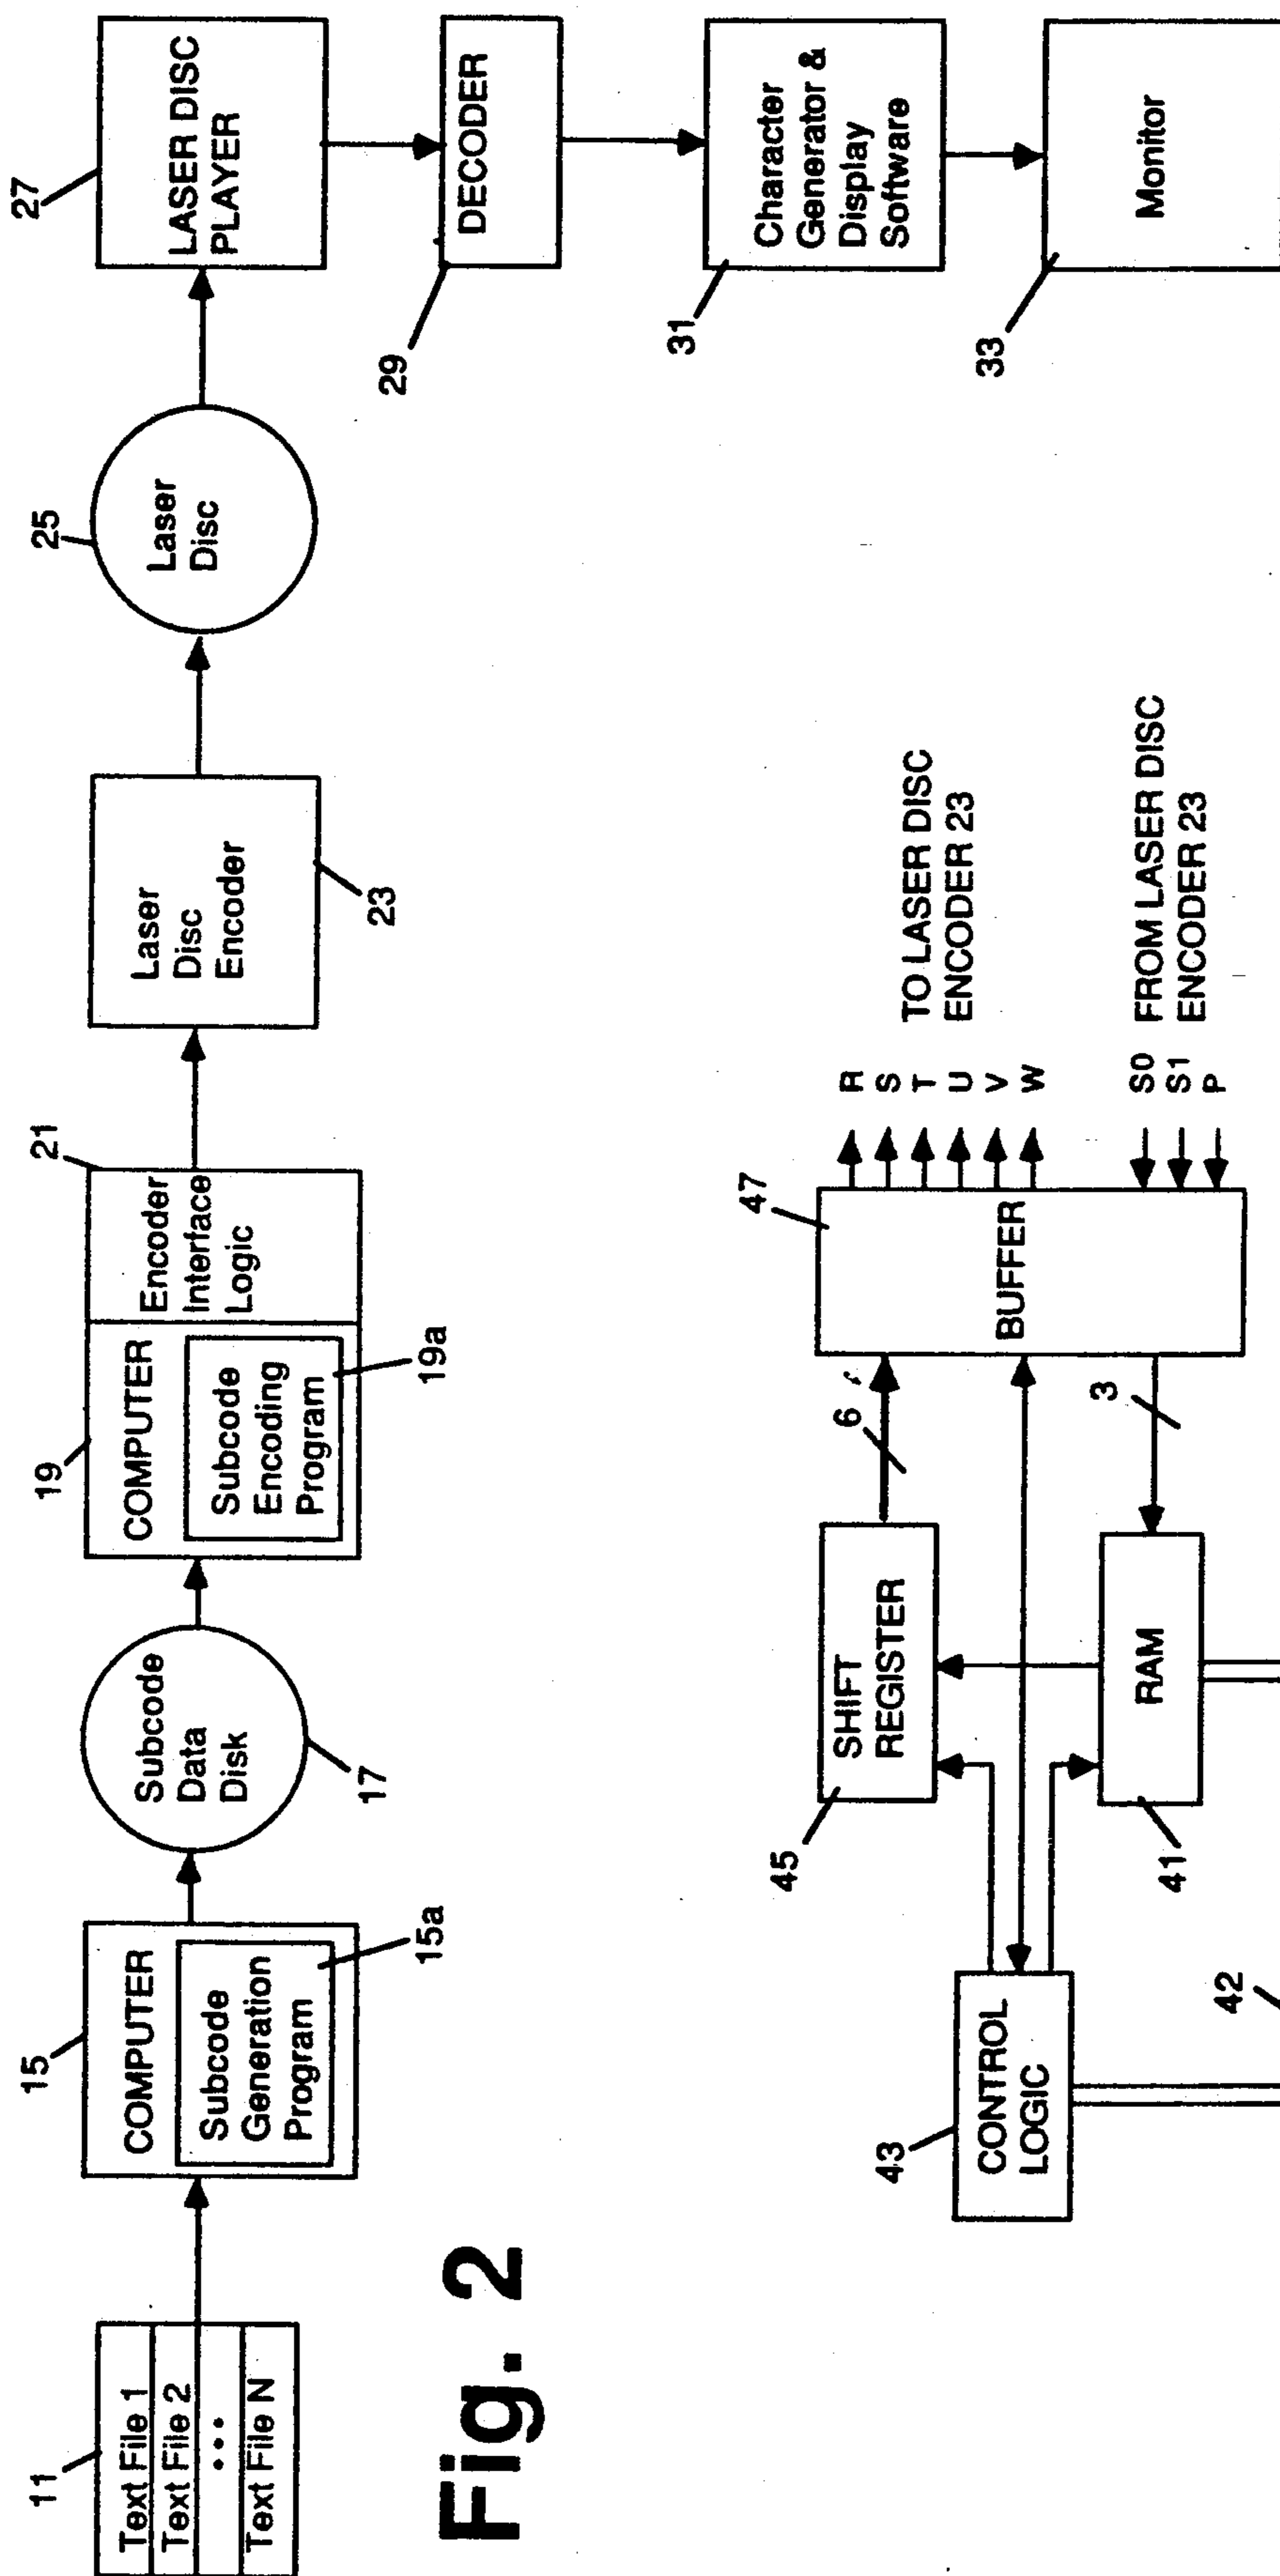 11
Text File 1
Text File 2
•••
Text File N
15
COMPUTER
Subcode
Generation
Program
15a
Subcode
Data
Disk
17
19
COMPUTER
Subcode
Encoding
Program
19a
21
Encoder
Interface
Logic
Laser
Disc
Encoder
23
25
Laser
Disc
27
LASER DISC
PLAYER
29
DECODER
31
Character
Generator &
Display
Software
33
Monitor
Fig. 2
43
CONTROL
LOGIC
42
45
SHIFT
REGISTER
41
RAM
6
3
47
BUFFER
R
S
T
U
V
W
TO LASER DISC
ENCODER 23
S0
S1
P
FROM LASER DISC
ENCODER 23